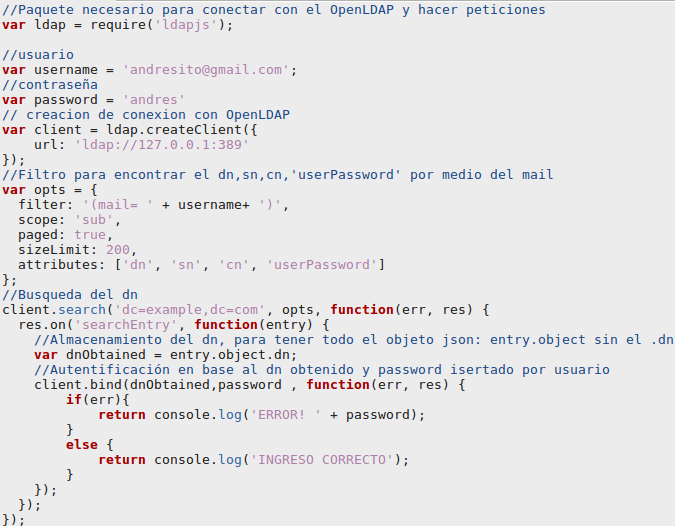 //Paquete necesario para conectar con el OpenLDAP y hacer peticiones
var ldap = require('ldapjs');
//usuario
var username = 'andresito@gmail.com';
//contraseña
var password = 'andres'
// creacion de conexion con OpenLDAP
var client = ldap.createClient({
    url: 'ldap://127.0.0.1:389'
});
//Filtro para encontrar el dn,sn,cn,'userPassword' por medio del mail
var opts = {
  filter: '(mail= ' + username+ ')',
  scope: 'sub',
  paged: true,
  sizeLimit: 200,
  attributes: ['dn', 'sn', 'cn', 'userPassword']
};
//Busqueda del dn
client.search('dc=example,dc=com', opts, function(err, res) {
  res.on('searchEntry', function(entry) {
    //Almacenamiento del dn, para tener todo el objeto json: entry.object sin el .dn
    var dnObtained = entry.object.dn;
    //Autentificación en base al dn obtenido y password isertado por usuario
    client.bind(dnObtained,password , function(err, res) {
        if(err){
            return console.log('ERROR! ' + password);
        }
        else {
            return console.log('INGRESO CORRECTO');
        }
    });
  });
});